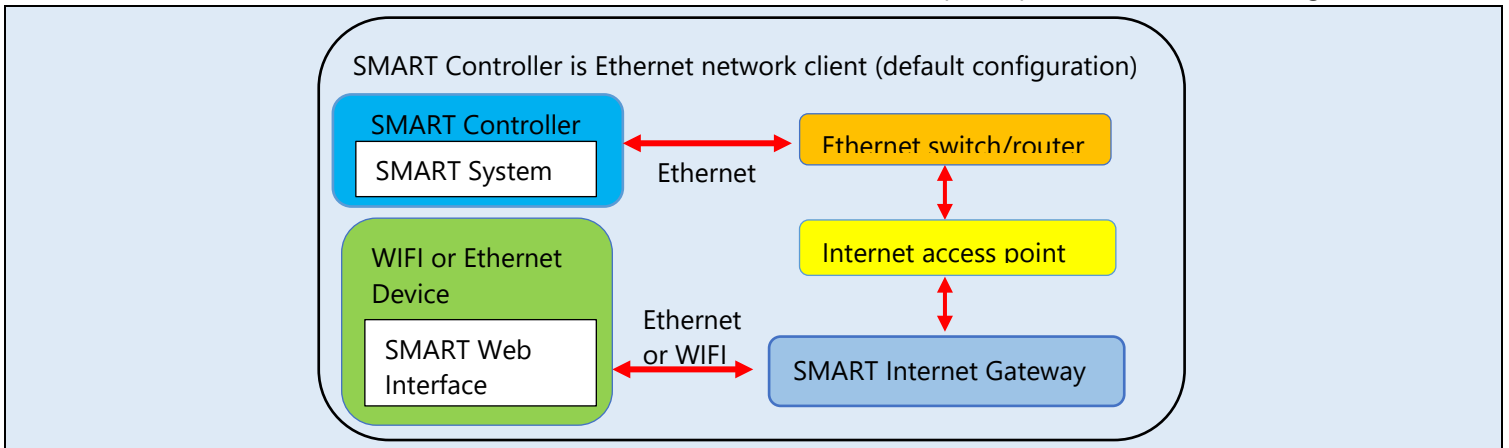 SMART Controller is Ethernet network client (default configuration)
SMART Controller
SMART System
Ethernet
Ethernet switch/router
WIFI or Ethernet
Device
SMART Web
Interface
Ethernet
or WIFI
Internet access point
SMART Internet Gateway